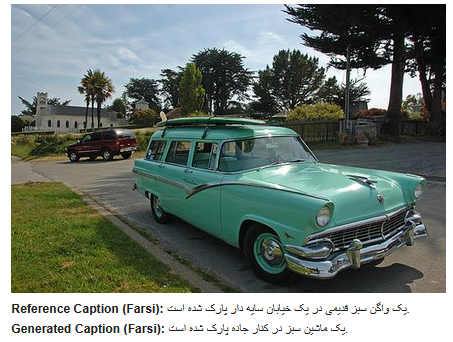 Reference Caption (Farsi): یک واگن سبز قدیمی در یک خیابان سایه دار پارک شده است.
Generated Caption (Farsi): یک ماشین سبز در کنار جاده پارک شده است.